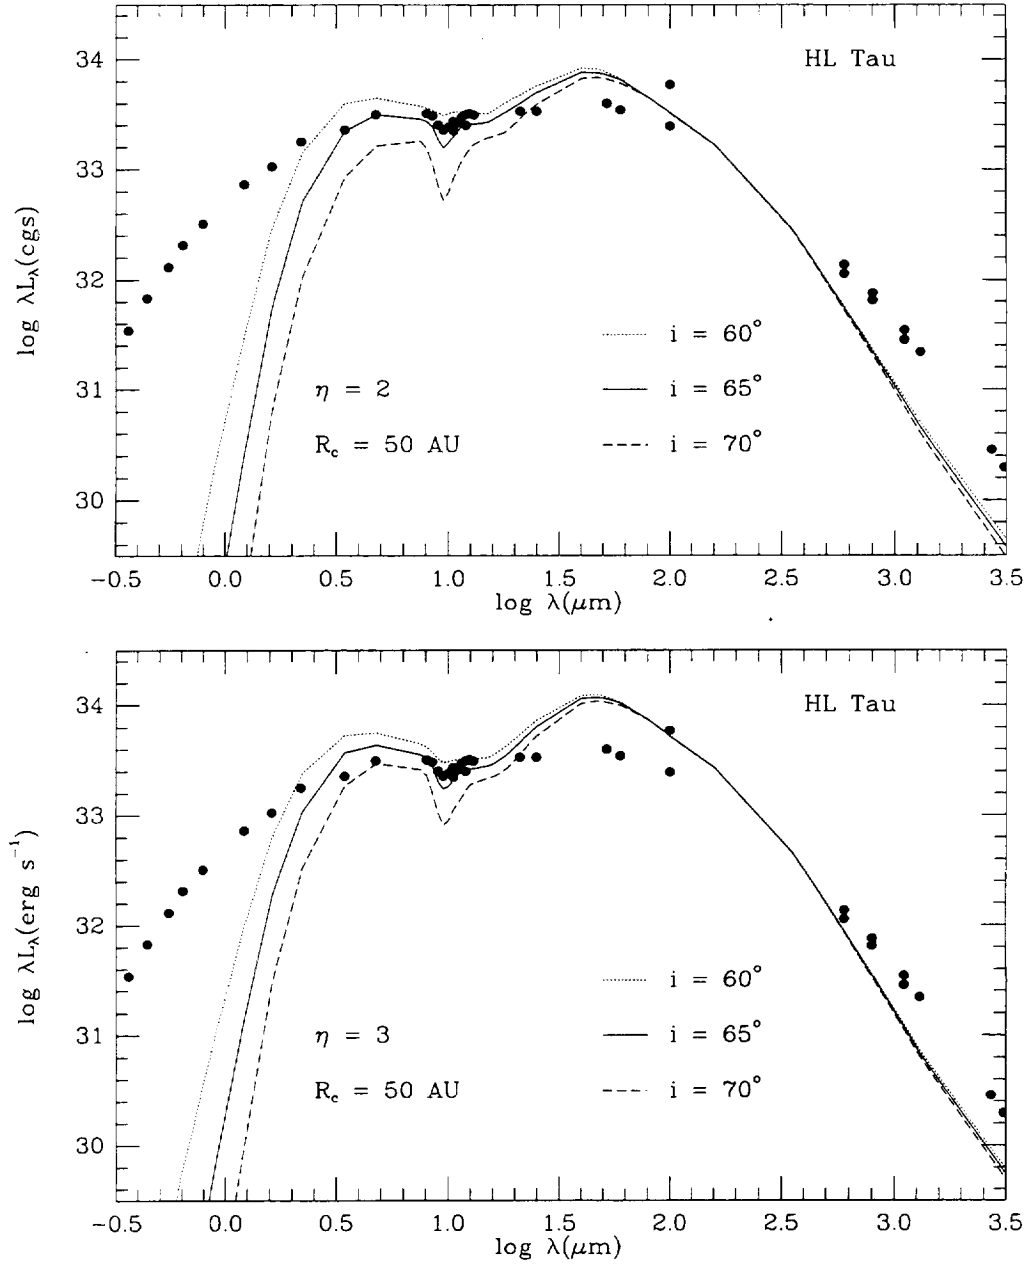 HL Tau
34
33
32
31
30
log λL_λ(cgs)
i = 60°
η = 2
i = 65°
R_c = 50 AU
i = 70°
−0.5 0.0 0.5 1.0 1.5 2.0 2.5 3.0 3.5
log λ(μm)
HL Tau
34
33
32
31
30
log λL_λ(erg s⁻¹)
i = 60°
η = 3
i = 65°
R_c = 50 AU
i = 70°
−0.5 0.0 0.5 1.0 1.5 2.0 2.5 3.0 3.5
log λ(μm)